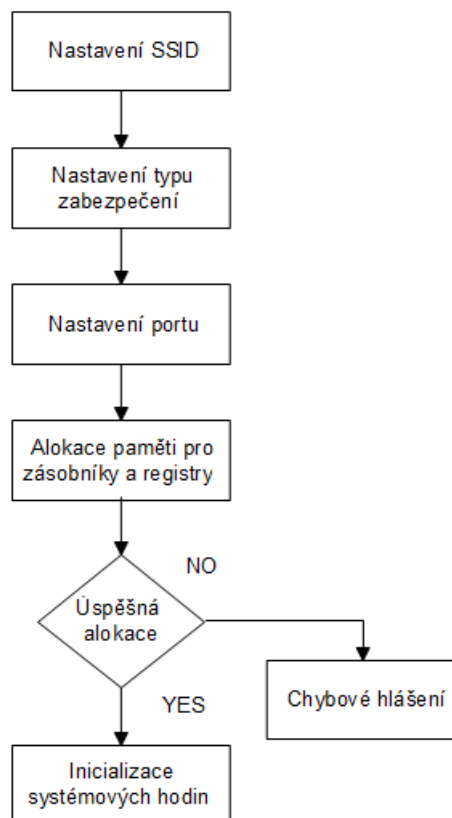 Nastavení SSID
Nastavení typu
zabezpečení
Nastavení portu
Alokace paměti pro
zásobníky a registry
NO
Úspěšná
alokace
Chybové hlášení
YES
Inicializace
systémových hodin